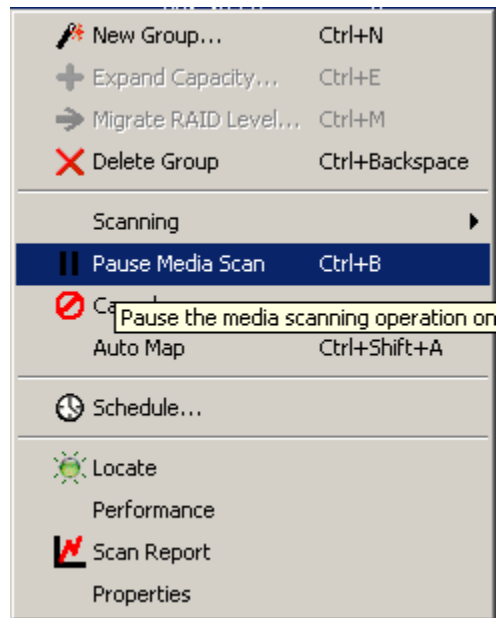 New Group... Ctrl+N
Expand Capacity... Ctrl+E
Migrate RAID Level... Ctrl+M
Delete Group Ctrl+Backspace
Scanning
Pause Media Scan Ctrl+B
Pause the media scanning operation on
Auto Map Ctrl+Shift+A
Schedule...
Locate
Performance
Scan Report
Properties